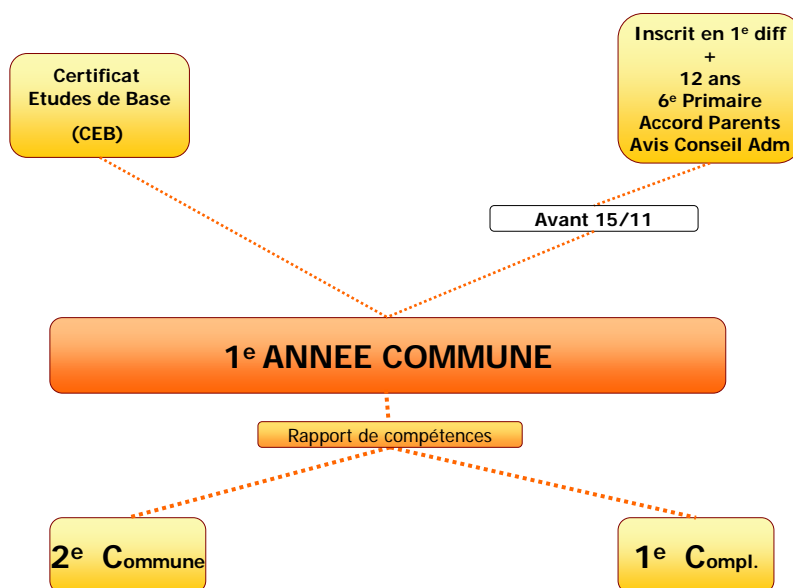 Certificat
Etudes de Base
(CEB)
Inscrit en 1e diff
+
12 ans
6e Primaire
Accord Parents
Avis Conseil Adm
Avant 15/11
1e ANNEE COMMUNE
Rapport de compétences
2e Commune
1e Compl.